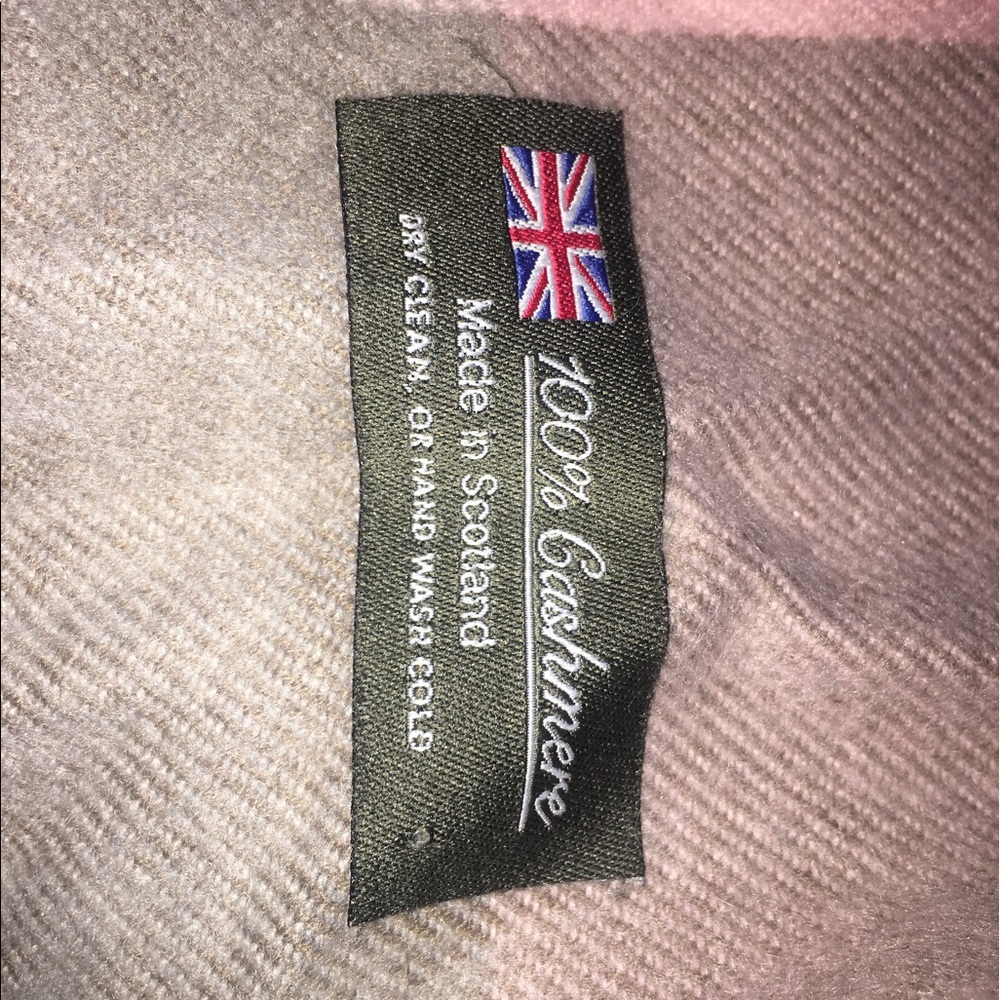 100% Cashmere
Made in Scotland
DRY CLEAN, OR HAND WASH COLD